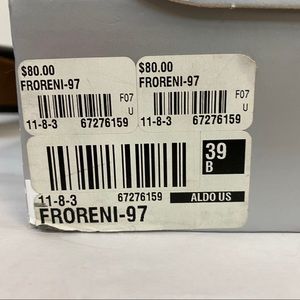 $80.00
FRORENI-97
F07
U
11-8-3 67276159
$80.00
FRORENI-97
F07
U
11-8-3 67276159
39
B
11-8-3 67276159 ALDO US
FRORENI-97